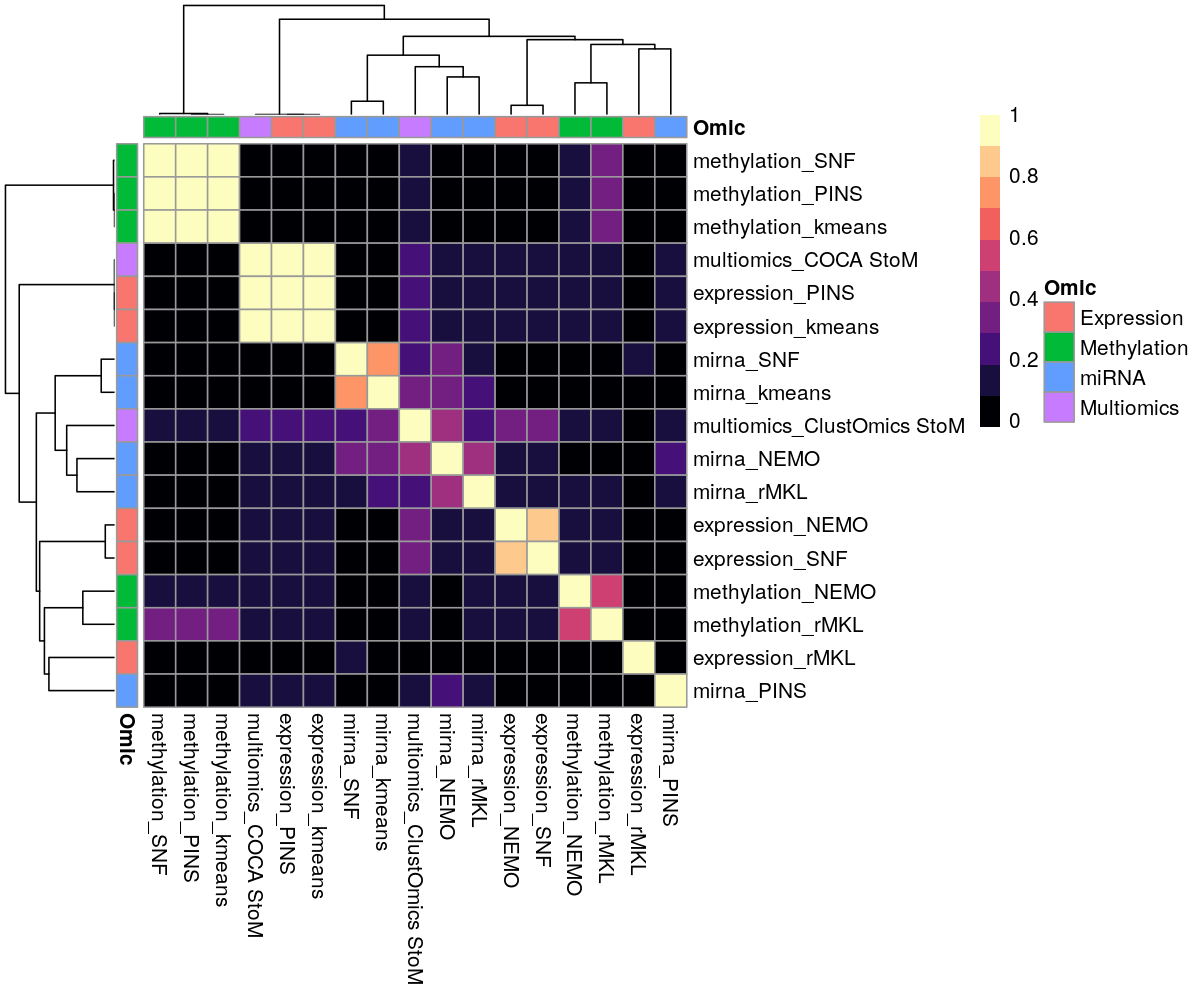 Omic
methylation_SNF
methylation_PINS
methylation_kmeans
multiomics_COCA StoM
expression_PINS
expression_kmeans
mirna_SNF
mirna_kmeans
multiomics_ClustOmics StoM
mirna_NEMO
mirna_rMKL
expression_NEMO
expression_SNF
methylation_NEMO
methylation_rMKL
expression_rMKL
mirna_PINS
1
0.8
0.6
0.4
0.2
0
Omic
Expression
Methylation
miRNA
Multiomics
Omic
methylation_SNF
methylation_PINS
methylation_kmeans
multiomics_COCA StoM
expression_PINS
expression_kmeans
mirna_SNF
mirna_kmeans
multiomics_ClustOmics StoM
mirna_NEMO
mirna_rMKL
expression_NEMO
expression_SNF
methylation_NEMO
methylation_rMKL
expression_rMKL
mirna_PINS